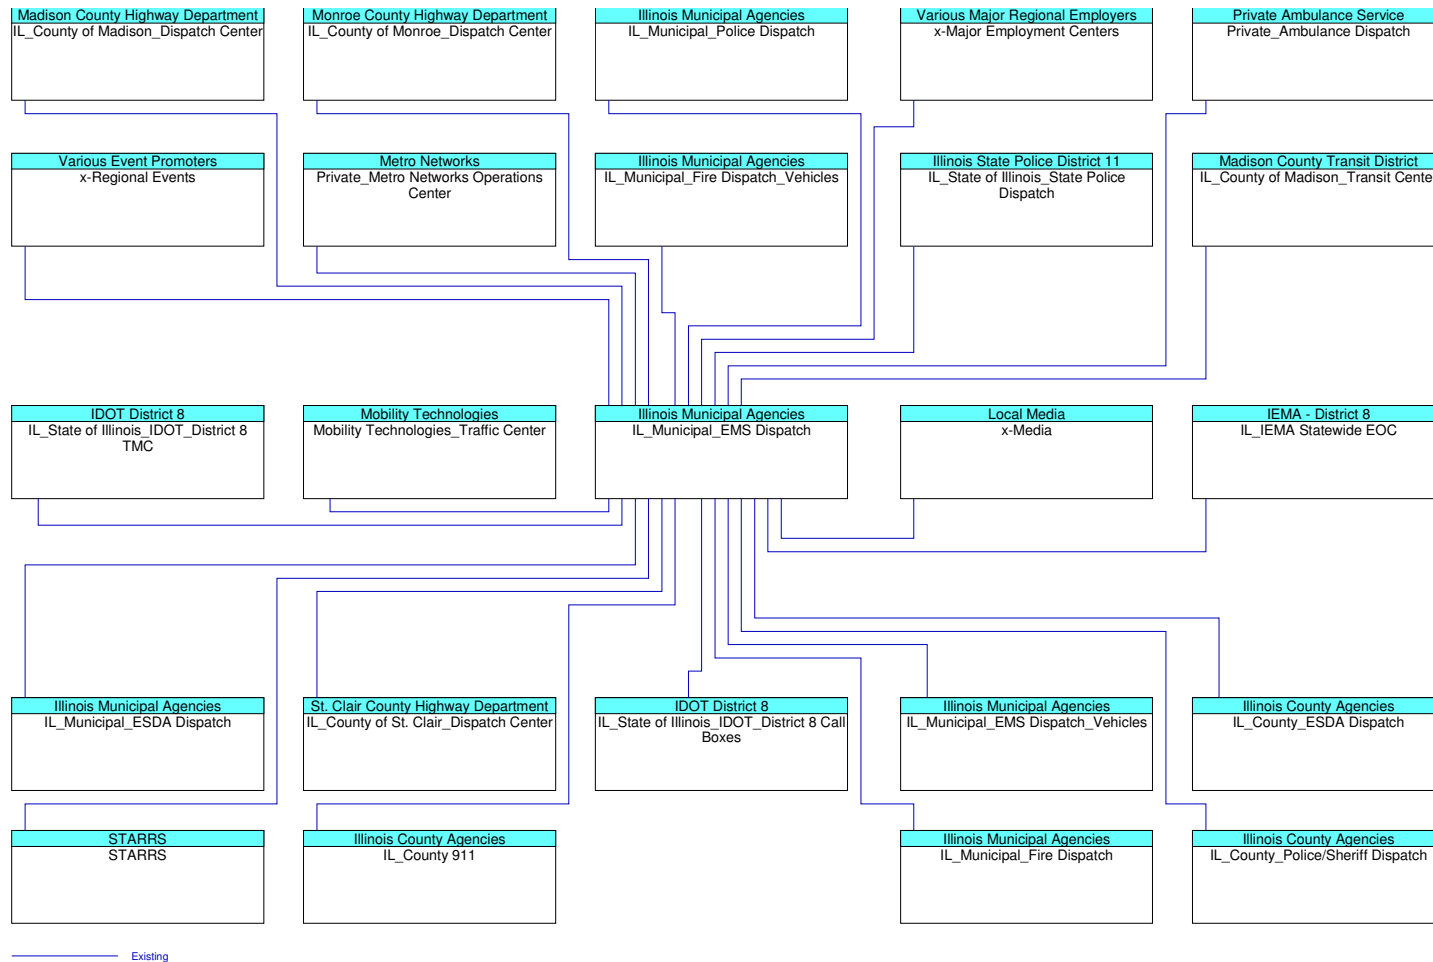 Madison County Highway Department
IL_County of Madison_Dispatch Center
Monroe County Highway Department
IL_County of Monroe_Dispatch Center
Illinois Municipal Agencies
IL_Municipal_Police Dispatch
Various Major Regional Employers
x-Major Employment Centers
Private Ambulance Service
Private_Ambulance Dispatch
Various Event Promoters
x-Regional Events
Metro Networks
Private_Metro Networks Operations
Center
Illinois Municipal Agencies
IL_Municipal_Fire Dispatch_Vehicles
Illinois State Police District 11
IL_State of Illinois_State Police
Dispatch
Madison County Transit District
IL_County of Madison_Transit Cente
IDOT District 8
IL_State of Illinois_IDOT_District 8
TMC
Mobility Technologies
Mobility Technologies_Traffic Center
Illinois Municipal Agencies
IL_Municipal_EMS Dispatch
Local Media
x-Media
IEMA - District 8
IL_IEMA Statewide EOC
Illinois Municipal Agencies
IL_Municipal_ESDA Dispatch
St. Clair County Highway Department
IL_County of St. Clair_Dispatch Center
IDOT District 8
IL_State of Illinois_IDOT_District 8 Call
Boxes
Illinois Municipal Agencies
IL_Municipal_EMS Dispatch_Vehicles
Illinois County Agencies
IL_County_ESDA Dispatch
STARRS
STARRS
Illinois County Agencies
IL_County 911
Illinois Municipal Agencies
IL_Municipal_Fire Dispatch
Illinois County Agencies
IL_County_Police/Sheriff Dispatch
Existing